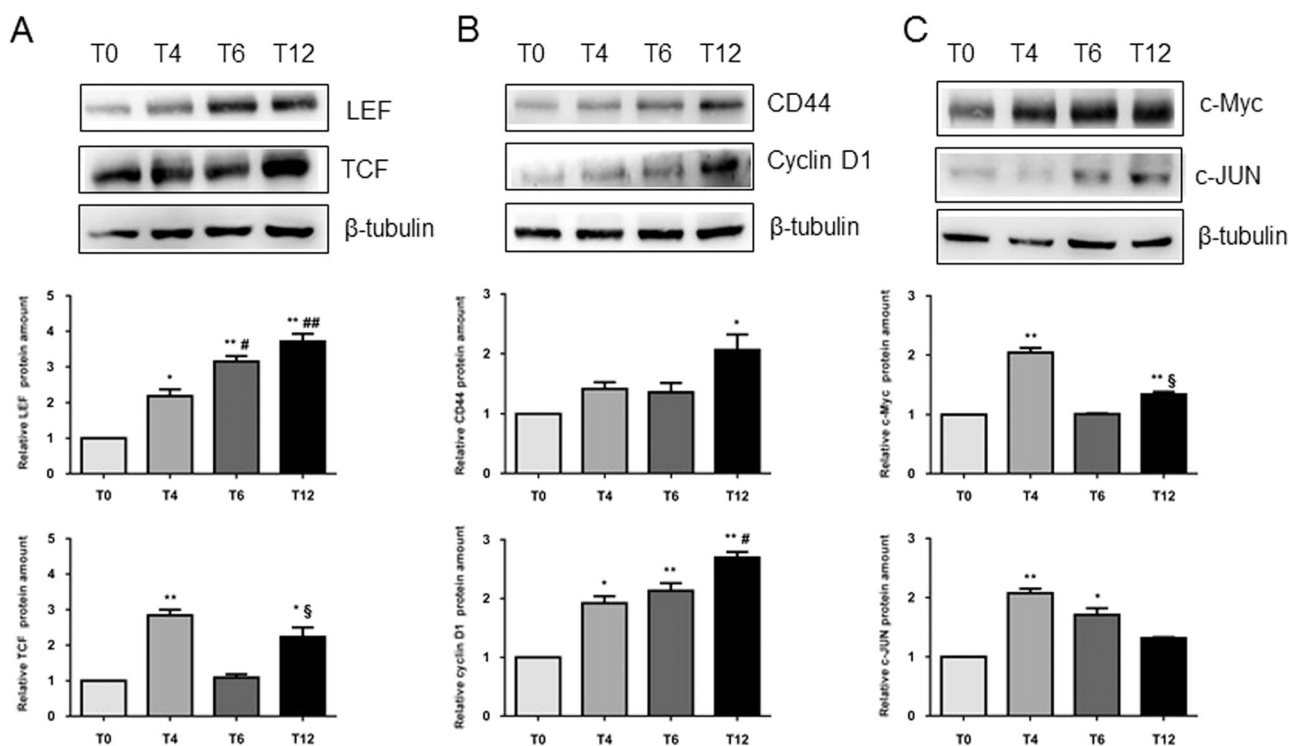 A
T0 T4 T6 T12
LEF
TCF
β-tubulin
B
T0 T4 T6 T12
CD44
Cyclin D1
β-tubulin
C
T0 T4 T6 T12
c-Myc
c-JUN
β-tubulin
Relative LEF protein amount
5
4
3
2
1
0
*
** #
** ##
T0 T4 T6 T12
Relative CD44 protein amount
3
2
1
0
*
T0 T4 T6 T12
Relative c-Myc protein amount
3
2
1
0
**
** §
T0 T4 T6 T12
Relative TCF protein amount
5
4
3
2
1
0
**
* §
T0 T4 T6 T12
Relative cyclin D1 protein amount
3
2
1
0
*
**
** #
T0 T4 T6 T12
Relative c-JUN protein amount
3
2
1
0
**
*
T0 T4 T6 T12